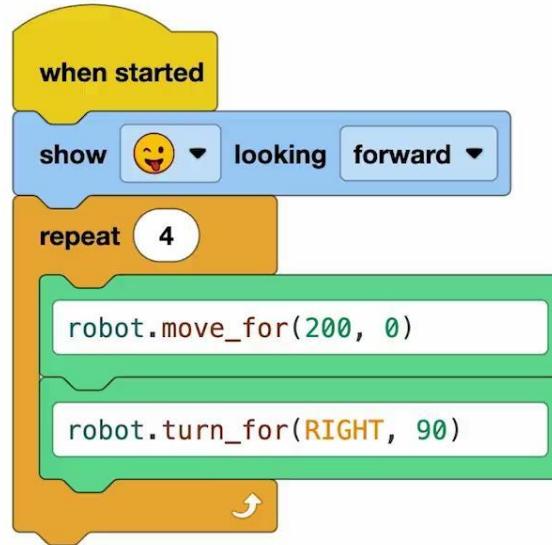 when started
show looking forward
repeat 4
robot.move_for(200, 0)
robot.turn_for(RIGHT, 90)